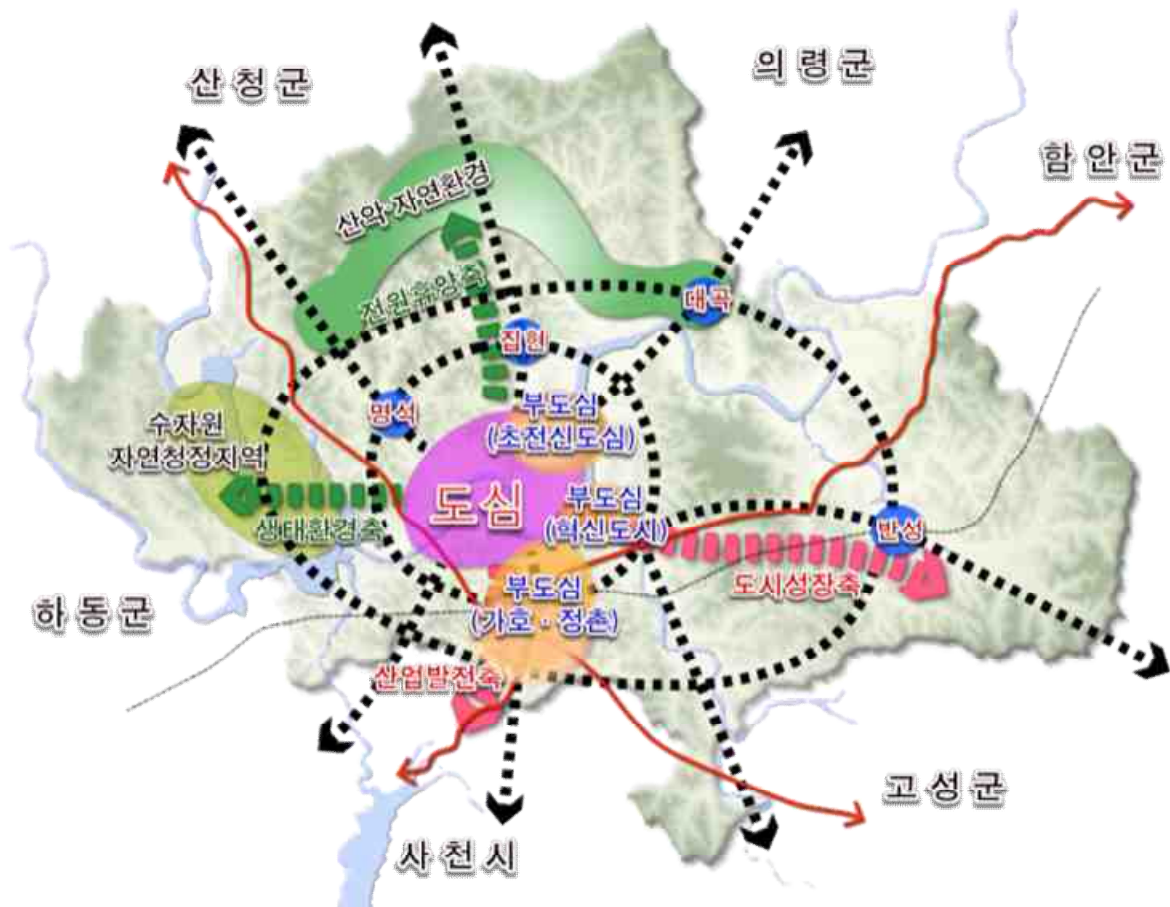 산청군
의령군
함안군
산악 자연환경
전원휴양축
대곡
집현
명석
부도심
(초전신도심)
수자원
자연청정지역
도심
부도심
(혁신도시)
반성
생태환경축
도시성장축
하동군
부도심
(가호 - 정촌)
산업발전축
고성군
사천시